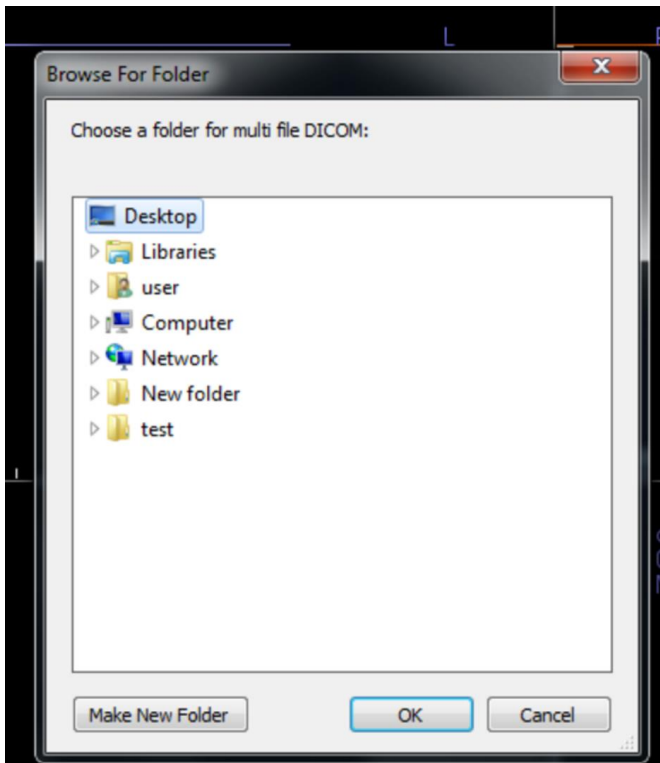 L
Browse For Folder
Choose a folder for multi file DICOM:
Desktop
Libraries
user
Computer
Network
New folder
test
Make New Folder
OK
Cancel